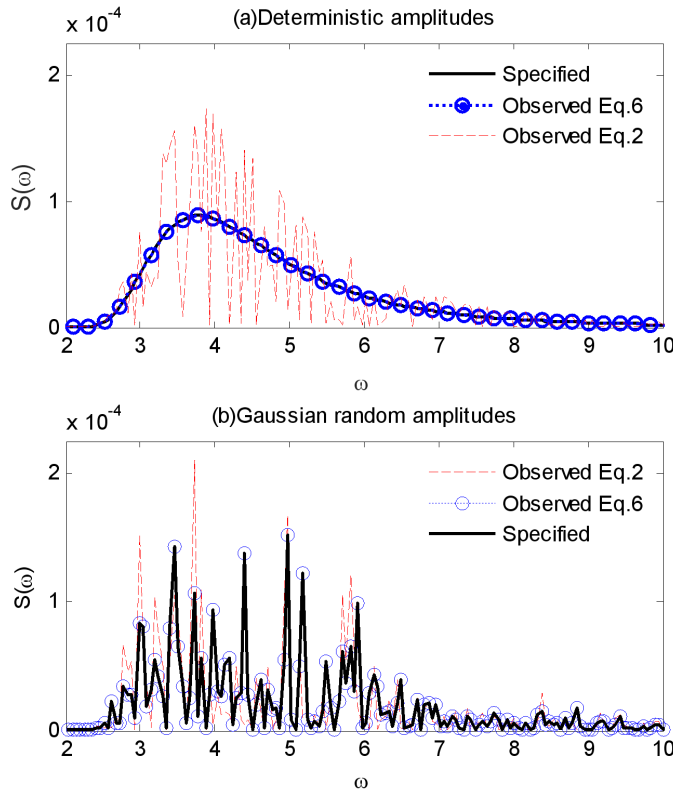 (a)Deterministic amplitudes
x 10-4
2
1
0
S(ω)
Specified
Observed Eq.6
Observed Eq.2
2 3 4 5 6 7 8 9 10
ω
(b)Gaussian random amplitudes
x 10-4
2
1
0
S(ω)
Observed Eq.2
Observed Eq.6
Specified
2 3 4 5 6 7 8 9 10
ω